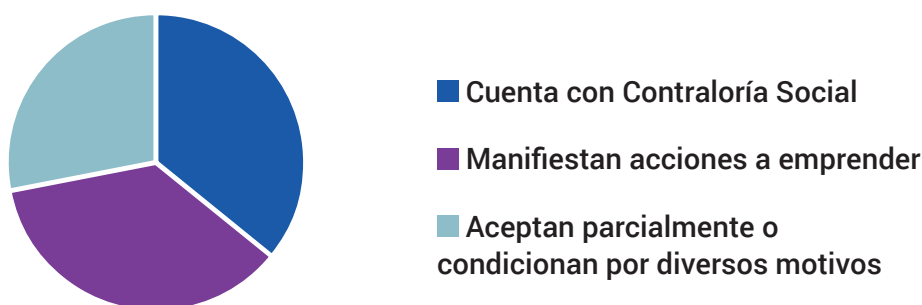 Cuenta con Contraloría Social
Manifiestan acciones a emprender
Aceptan parcialmente o
condicionan por diversos motivos